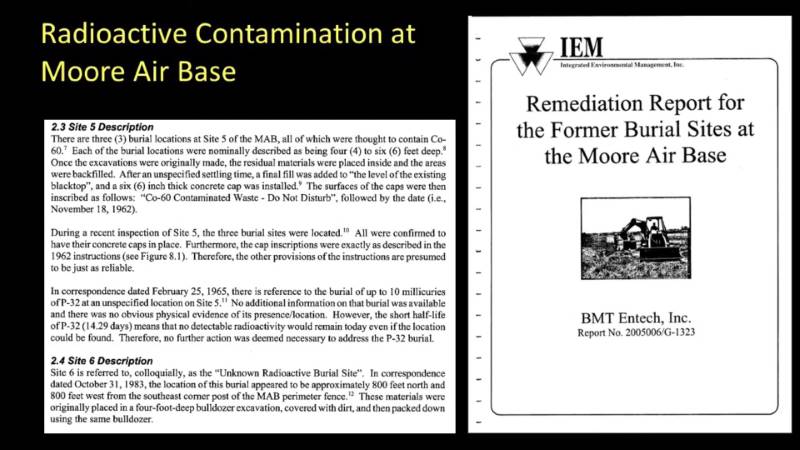 Radioactive Contamination at
Moore Air Base
2.3 Site 5 Description
There are three (3) burial locations at Site 5 of the MAB, all of which were thought to contain Co-
60.7 Each of the burial locations were nominally described as being four (4) to six (6) feet deep.8
Once the excavations were originally made, the residual materials were placed inside and the areas
were backfilled. After an unspecified settling time, a final fill was added to “the level of the existing
blacktop”, and a six (6) inch thick concrete cap was installed.9 The surfaces of the caps were then
inscribed as follows: “Co-60 Contaminated Waste - Do Not Disturb”, followed by the date (i.e.,
November 18, 1962).
During a recent inspection of Site 5, the three burial sites were located.10 All were confirmed to
have their concrete caps in place. Furthermore, the cap inscriptions were exactly as described in the
1962 instructions (see Figure 8.1). Therefore, the other provisions of the instructions are presumed
to be just as reliable.
In correspondence dated February 25, 1965, there is reference to the burial of up to 10 millicuries
of P-32 at an unspecified location on Site 5.11 No additional information on that burial was available
and there was no obvious physical evidence of its presence/location. However, the short half-life
of P-32 (14.29 days) means that no detectable radioactivity would remain today even if the location
could be found. Therefore, no further action was deemed necessary to address the P-32 burial.
2.4 Site 6 Description
Site 6 is referred to, colloquially, as the “Unknown Radioactive Burial Site”. In correspondence
dated October 31, 1983, the location of this burial appeared to be approximately 800 feet north and
800 feet west from the southeast corner post of the MAB perimeter fence.12 These materials were
originally placed in a four-foot-deep bulldozer excavation, covered with dirt, and then packed down
using the same bulldozer.
IEM
Integrated Environmental Management, Inc.
Remediation Report for
the Former Burial Sites at
the Moore Air Base
BMT Entech, Inc.
Report No. 2005006/G-1323